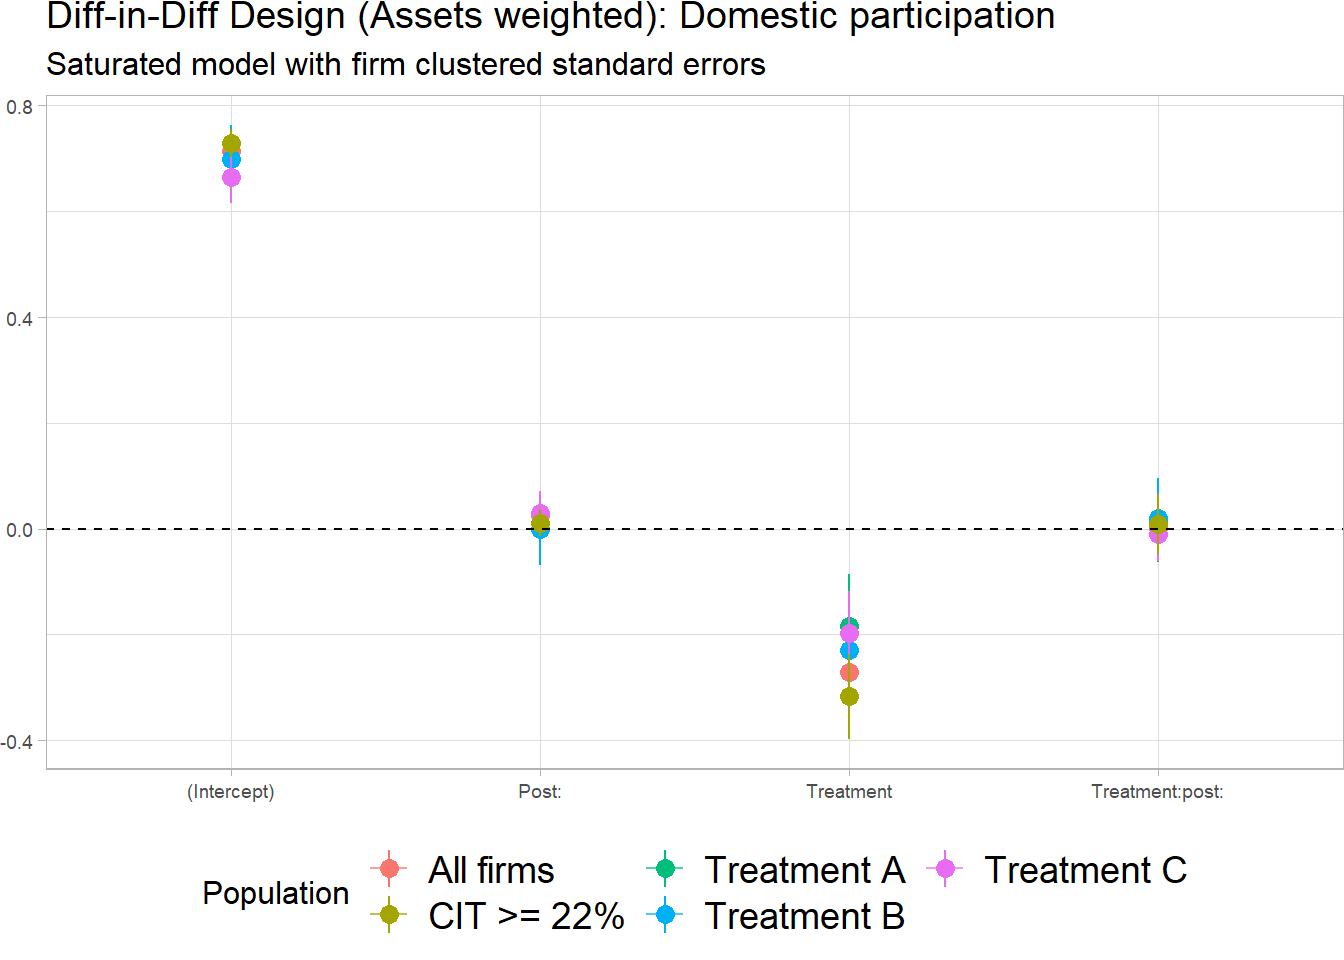 Diff-in-Diff Design (Assets weighted): Domestic participation
Saturated model with firm clustered standard errors
0.8
0.4
0.0
-0.4
(Intercept)
Post:
Treatment
Treatment:post:
Population
All firms
Treatment A
Treatment C
CIT >= 22%
Treatment B